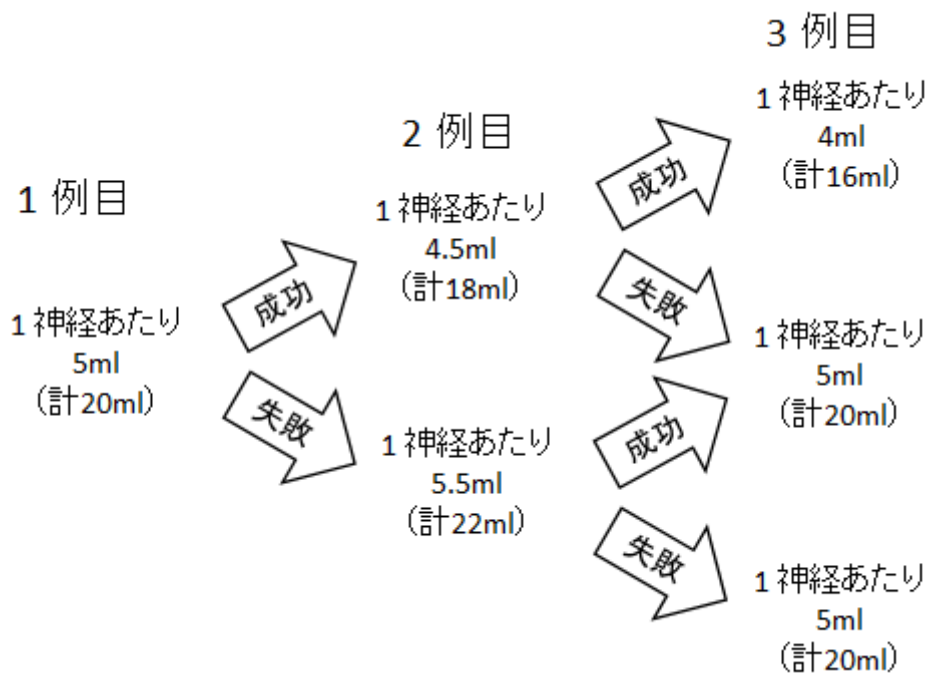 1 例目
1 神経あたり
5ml
(計20ml)
成功
失敗
2 例目
1 神経あたり
4.5ml
(計18ml)
1 神経あたり
5.5ml
(計22ml)
成功
失敗
成功
失敗
3 例目
1 神経あたり
4ml
(計16ml)
1 神経あたり
5ml
(計20ml)
1 神経あたり
5ml
(計20ml)